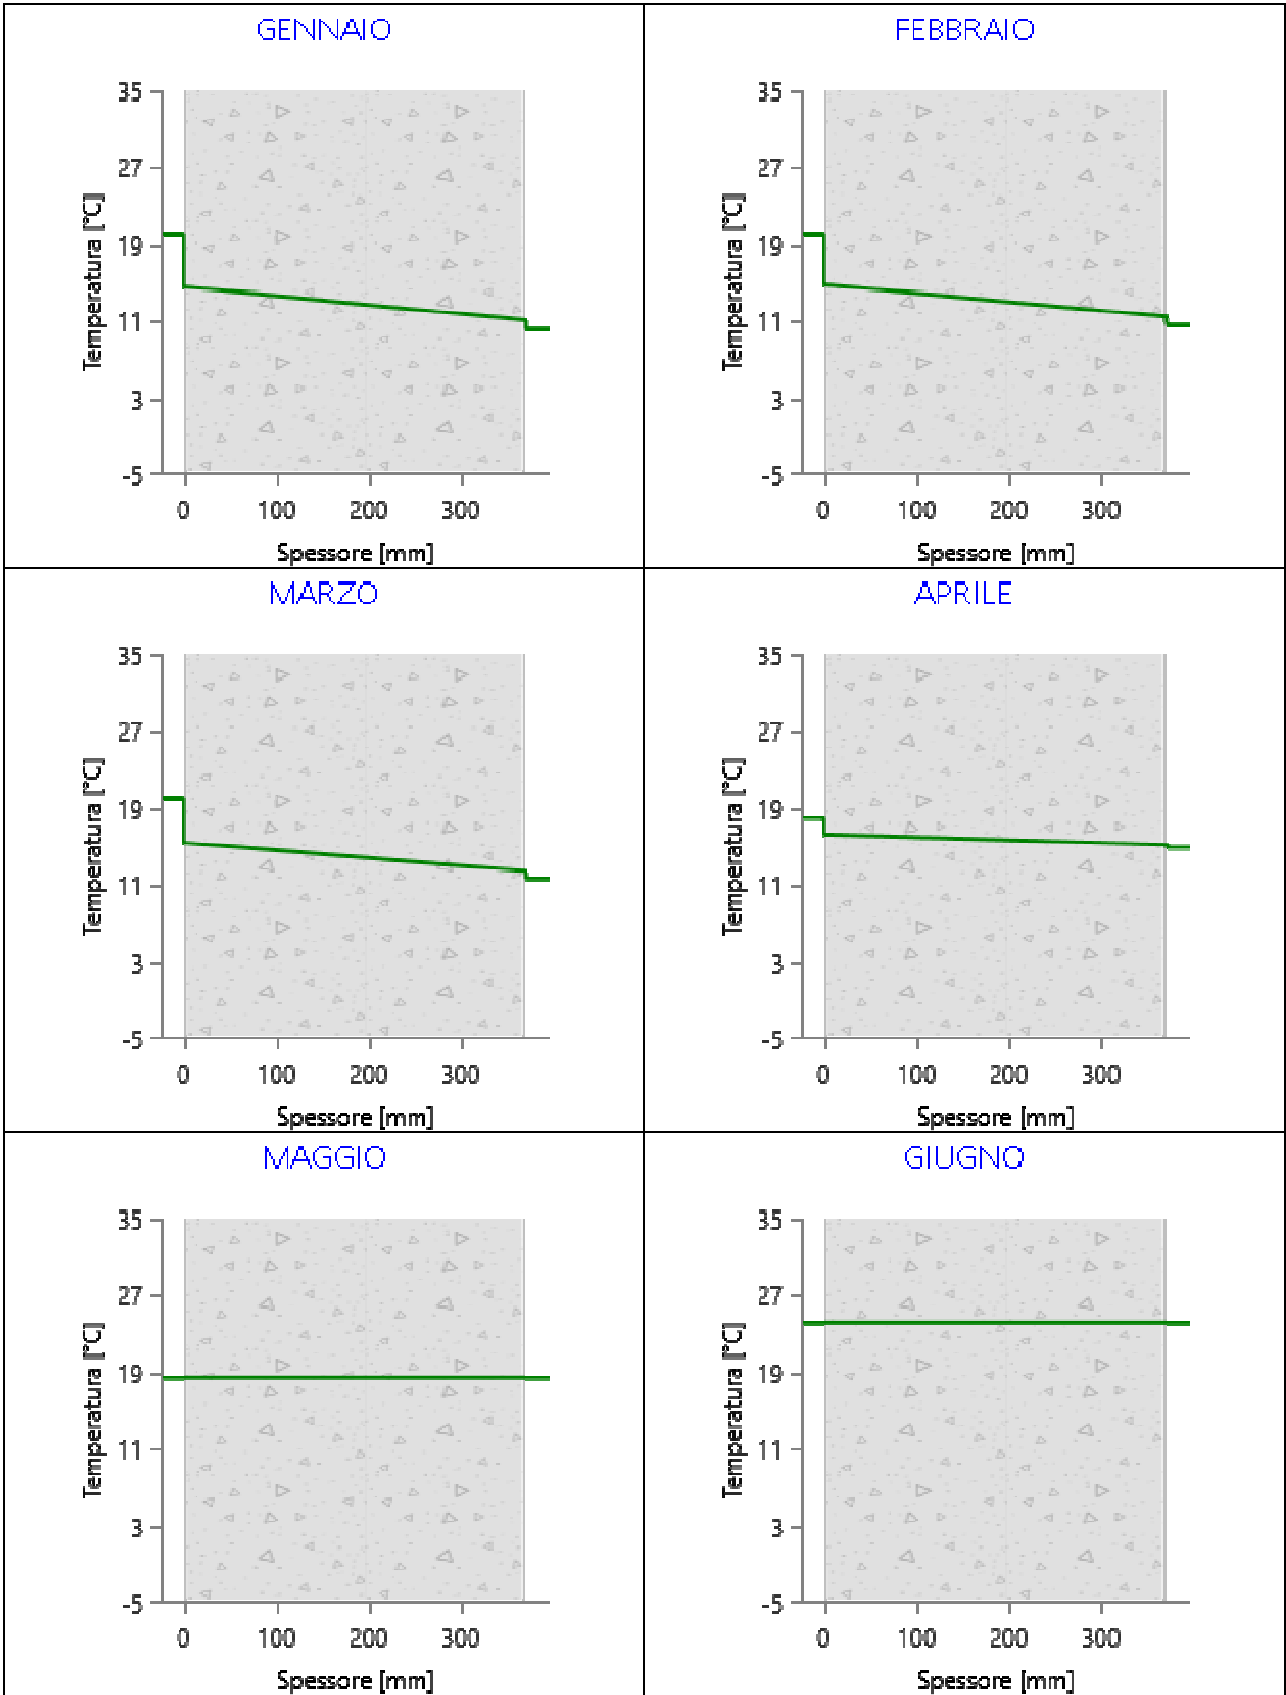 GENNAIO
35
27
19
11
3
-5
Temperatura [°C]
0 100 200 300
Spessore [mm]
FEBBRAIO
35
27
19
11
3
-5
Temperatura [°C]
0 100 200 300
Spessore [mm]
MARZO
35
27
19
11
3
-5
Temperatura [°C]
0 100 200 300
Spessore [mm]
APRILE
35
27
19
11
3
-5
Temperatura [°C]
0 100 200 300
Spessore [mm]
MAGGIO
35
27
19
11
3
-5
Temperatura [°C]
0 100 200 300
Spessore [mm]
GIUGNO
35
27
19
11
3
-5
Temperatura [°C]
0 100 200 300
Spessore [mm]